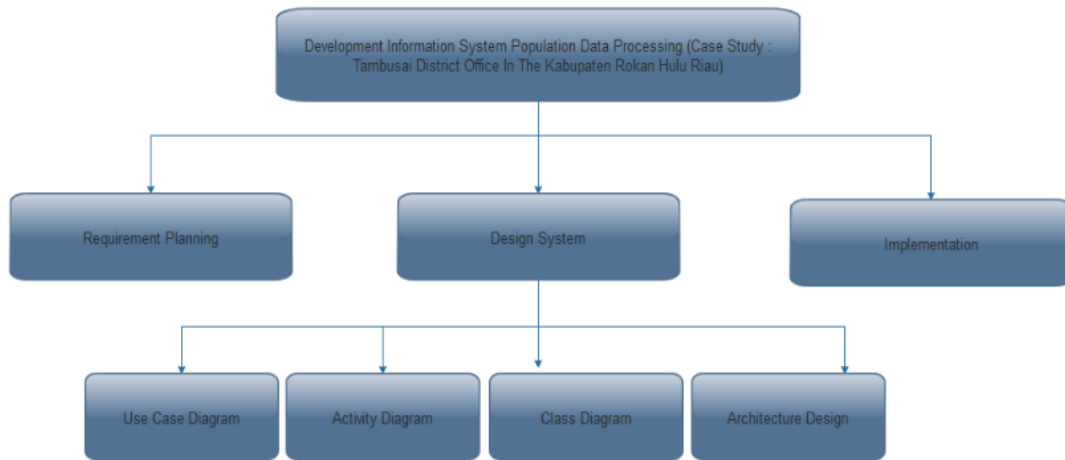 Development Information System Population Data Processing (Case Study :
Tambusai District Office In The Kabupaten Rokan Hulu Riau)
Requirement Planning
Design System
Implementation
Use Case Diagram
Activity Diagram
Class Diagram
Architecture Design